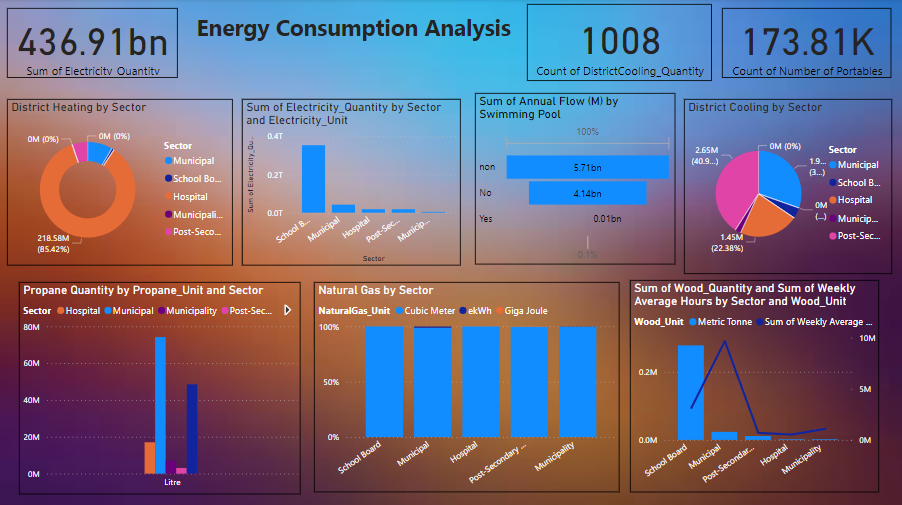 436.91bn
Sum of Electricity_Quantity
Energy Consumption Analysis
1008
Count of DistrictCooling_Quantity
173.81K
Count of Number of Portables
District Heating by Sector
0M (0%)
0M (0%)
218.58M
(85.42%)
Sector
Municipal
School Bo...
Hospital
Municipali...
Post-Seco...
Sum of Electricity_Quantity by Sector
and Electricity_Unit
Sum of Electricity_Qu...
0.4T
0.2T
0.0T
School B...
Municipal
Hospital
Post-Sec...
Municip...
Sector
Sum of Annual Flow (M) by
Swimming Pool
100%
non
5.71bn
No
4.14bn
Yes
0.01bn
0.1%
District Cooling by Sector
2.65M
(40.9...)
0M (0%)
1.9...
(3...)
0M
(...)
1.45M
(22.38%)
Sector
Municipal
School B...
Hospital
Municip...
Post-Sec...
Propane Quantity by Propane_Unit and Sector
Sector Hospital Municipal Municipality Post-Sec...
80M
60M
40M
20M
0M
Litre
Natural Gas by Sector
NaturalGas_Unit Cubic Meter ekWh Giga Joule
100%
50%
0%
School Board
Municipal
Hospital
Post-Secondary ...
Municipality
Sum of Wood_Quantity and Sum of Weekly
Average Hours by Sector and Wood_Unit
Wood_Unit Metric Tonne Sum of Weekly Average ...
0.2M
0.0M
10M
5M
0M
School Board
Municipal
Post-Secondar...
Hospital
Municipality